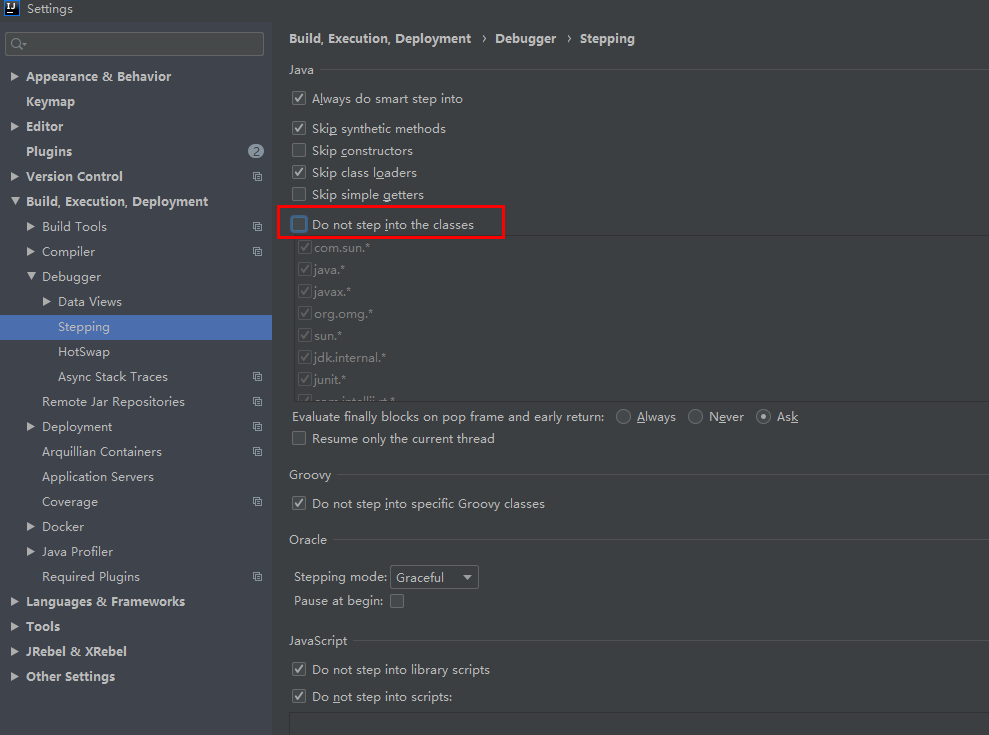 IJ Settings
Appearance & Behavior
Keymap
Editor
Plugins 2
Version Control
Build, Execution, Deployment
Build Tools
Compiler
Debugger
Data Views
Stepping
HotSwap
Async Stack Traces
Remote Jar Repositories
Deployment
Arquillian Containers
Application Servers
Coverage
Docker
Java Profiler
Required Plugins
Languages & Frameworks
Tools
JRebel & XRebel
Other Settings
Build, Execution, Deployment › Debugger › Stepping
Java
Always do smart step into
Skip synthetic methods
Skip constructors
Skip class loaders
Skip simple getters
Do not step into the classes
com.sun.*
java.*
javax.*
org.omg.*
sun.*
jdk.internal.*
junit.*
Evaluate finally blocks on pop frame and early return: Always Never Ask
Resume only the current thread
Groovy
Do not step into specific Groovy classes
Oracle
Stepping mode: Graceful
Pause at begin:
JavaScript
Do not step into library scripts
Do not step into scripts: